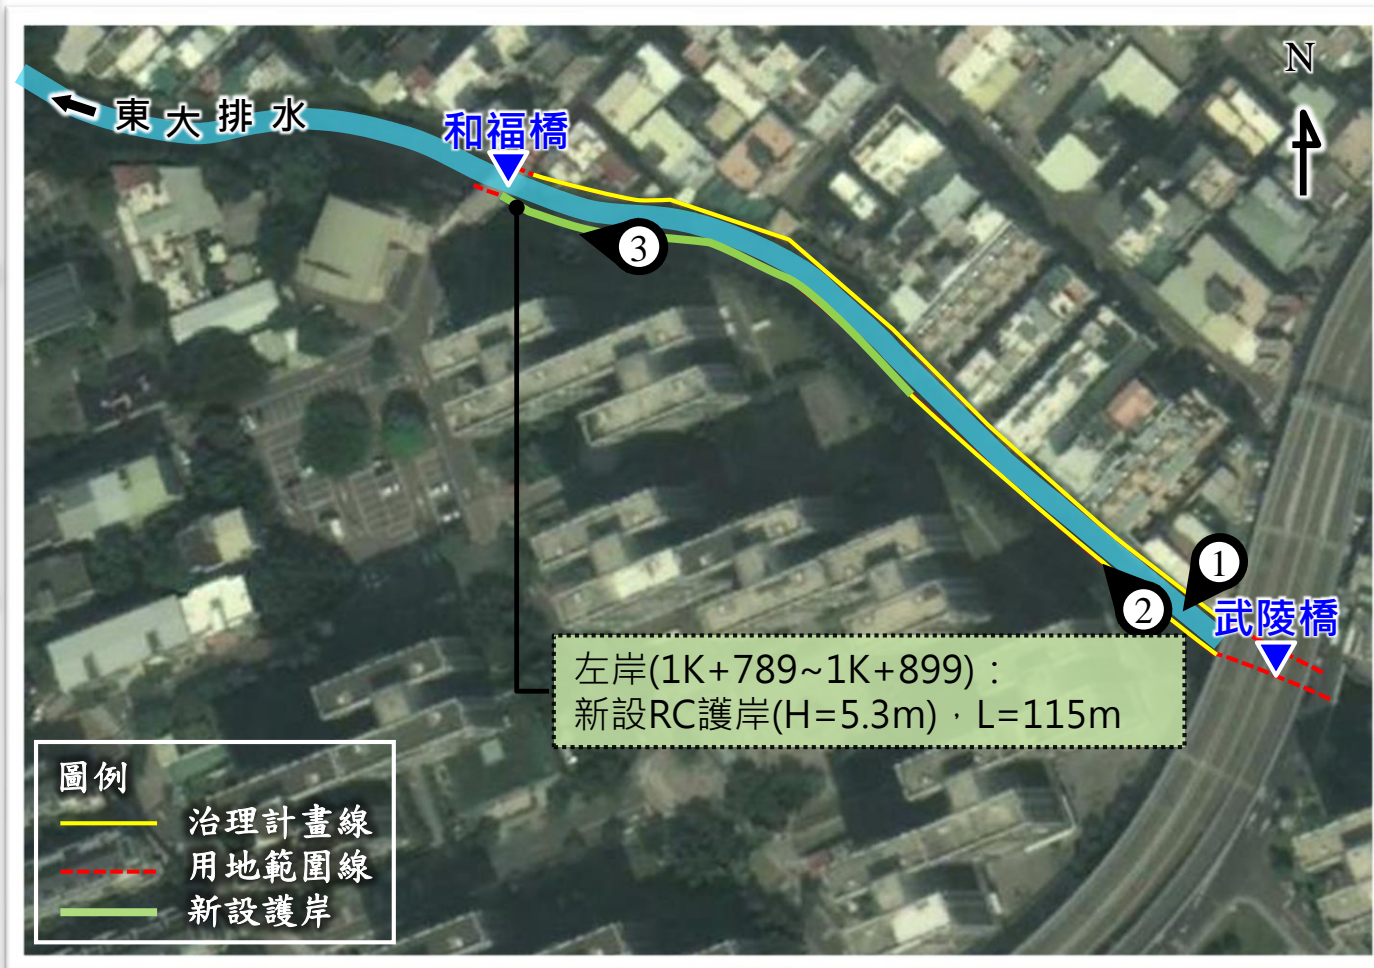 N
東大排水
和福橋
3
1
2
武陵橋
左岸(1K+789~1K+899)：
新設RC護岸(H=5.3m)，L=115m
圖例
治理計畫線
用地範圍線
新設護岸